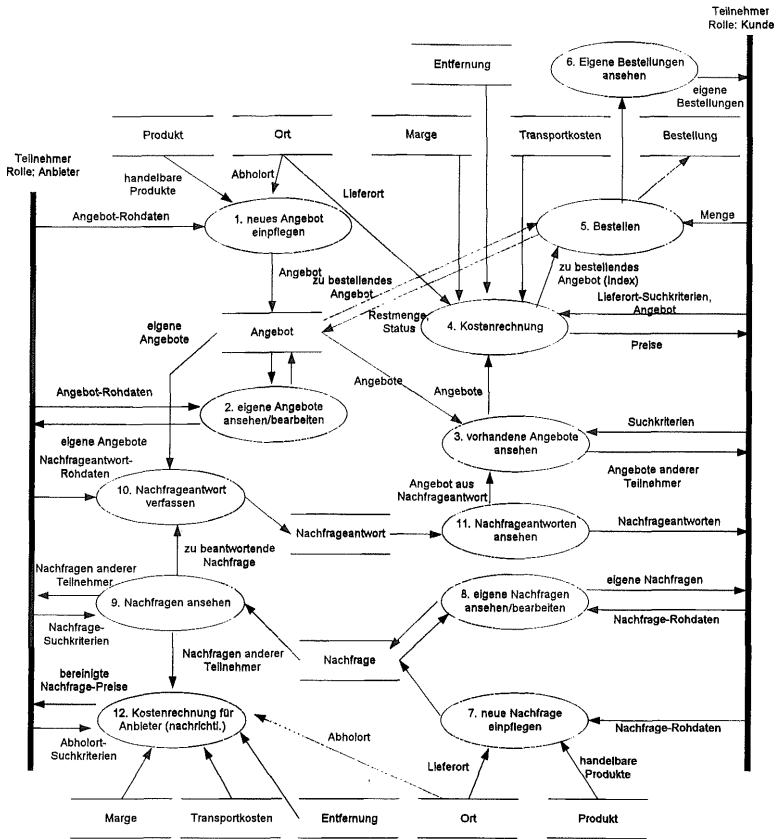 Teilnehmer
Rolle: Kunde
Entfernung
6. Eigene Bestellungen
ansehen
eigene
Bestellungen
Produkt
Ort
Marge
Transportkosten
Bestellung
Teilnehmer
Rolle: Anbieter
handelbare
Produkte
Abholort
Lieferort
Angebot-Rohdaten
1. neues Angebot
einpflegen
5. Bestellen
Menge
Angebot
zu bestellendes
Angebot
zu bestellendes
Angebot (Index)
Lieferort-Suchkriterien,
Angebot
eigene
Angebote
Angebot
Restmenge,
Status
4. Kostenrechnung
Preise
Angebote
Angebote
Angebot-Rohdaten
2. eigene Angebote
ansehen/bearbeiten
Suchkriterien
3. vorhandene Angebote
ansehen
eigene Angebote
Nachfrageantwort-
Rohdaten
Angebote anderer
Teilnehmer
10. Nachfrageantwort
verfassen
Angebot aus
Nachfrageantwort
Nachfrageantwort
11. Nachfrageantworten
ansehen
Nachfrageantworten
zu beantwortende
Nachfrage
Nachfragen anderer
Teilnehmer
9. Nachfragen ansehen
8. eigene Nachfragen
ansehen/bearbeiten
eigene Nachfragen
Nachfrage-Rohdaten
Nachfrage-
Suchkriterien
Nachfragen anderer
Teilnehmer
Nachfrage
bereinigte
Nachfrage-Preise
12. Kostenrechnung für
Anbieter (nachrichtl.)
7. neue Nachfrage
einpflegen
Nachfrage-Rohdaten
Abholort
Abholort-
Suchkriterien
Lieferort
handelbare
Produkte
Marge
Transportkosten
Entfernung
Ort
Produkt